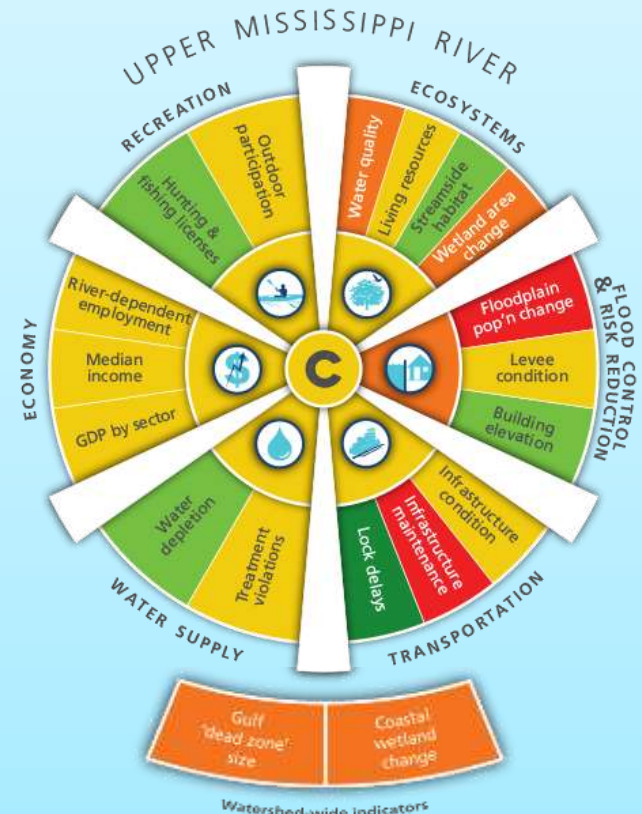 UPPER MISSISSIPPI RIVER
RECREATION
ECOSYSTEMS
Outdoor
participation
Hunting &
fishing licenses
Water quality
Living resources
Streamside
habitat
Wetland area
change
FLOOD CONTROL
& RISK REDUCTION
Floodplain
pop'n change
Levee
condition
Building
elevation
ECONOMY
River-dependent
employment
Median
income
GDP by sector
$
C
Water
depletion
Treatment
violations
WATER SUPPLY
Infrastructure
condition
Infrastructure
maintenance
Lock delays
TRANSPORTATION
Gulf
'dead zone'
size
Coastal
wetland
change
Watershed-wide indicators